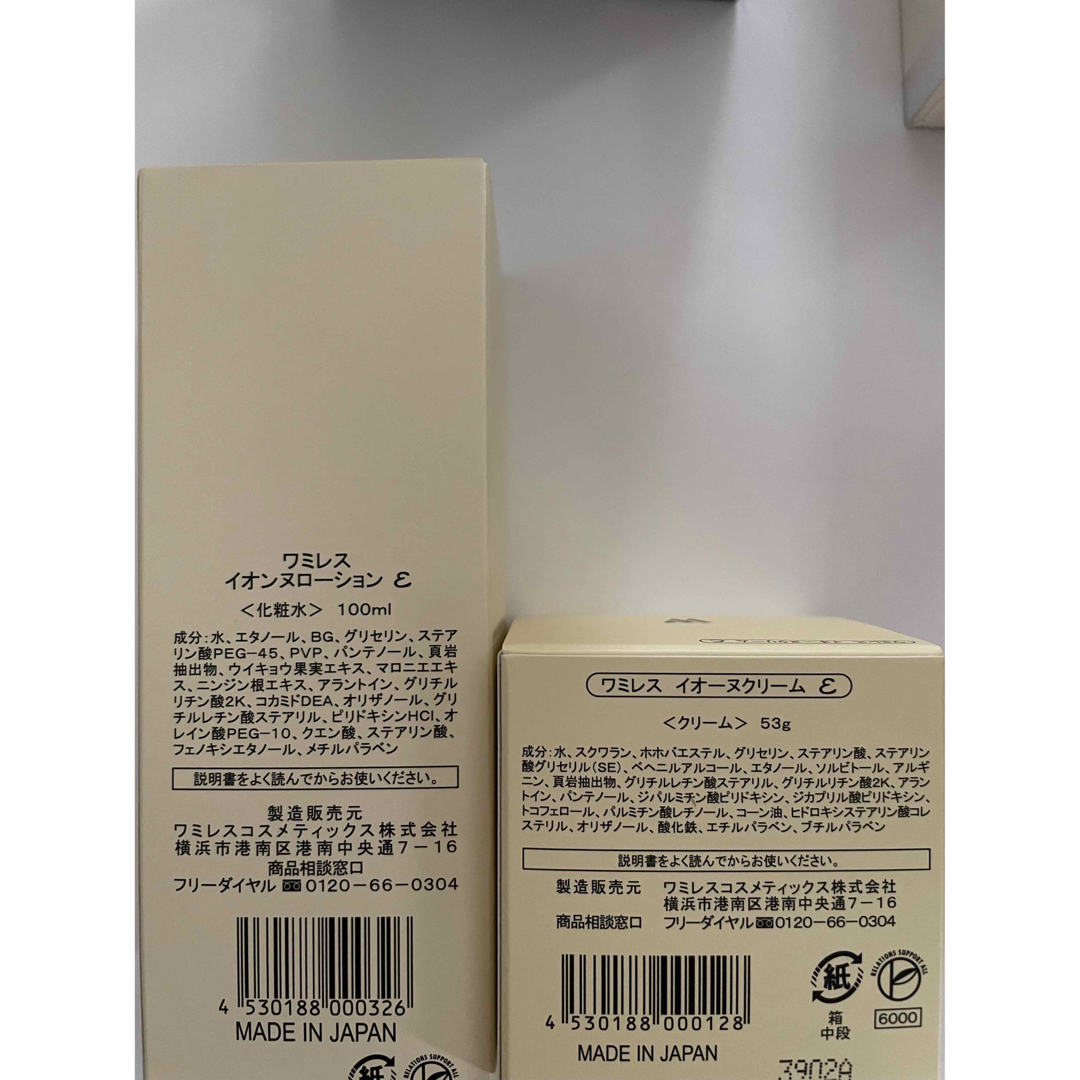 ワミレス
イオンヌローション ε
＜化粧水＞ 100ml
成分：水、エタノール、BG、グリセリン、ステア
リン酸PEG−45、PVP、パンテノール、頁岩
抽出物、ウイキョウ果実エキス、マロニエエキ
ス、ニンジン根エキス、アラントイン、グリチル
リチン酸2K、コカミドDEA、オリザノール、グリ
チルレチン酸ステアリル、ピリドキシンHCl、オ
レイン酸PEG−10、クエン酸、ステアリン酸、
フェノキシエタノール、メチルパラベン
説明書をよく読んでからお使いください。
製造販売元
ワミレスコスメティックス株式会社
横浜市港南区港南中央通7−16
商品相談窓口
フリーダイヤル 0120−66−0304
4 530188 000326
MADE IN JAPAN
紙
RELATIONS SUPPORT ALL
ワミレス イオーヌクリーム ε
＜クリーム＞ 53g
成分：水、スクワラン、ホホバエステル、グリセリン、ステアリン酸、ステアリン
酸グリセリル（SE）、ベヘニルアルコール、エタノール、ソルビトール、アルギ
ニン、頁岩抽出物、グリチルレチン酸ステアリル、グリチルリチン酸2K、アラン
トイン、パンテノール、ジパルミチン酸ピリドキシン、ジカプリル酸ピリドキシン、
トコフェロール、パルミチン酸レチノール、コーン油、ヒドロキシステアリン酸コレ
ステリル、オリザノール、酸化鉄、エチルパラベン、ブチルパラベン
説明書をよく読んでからお使いください。
製造販売元 ワミレスコスメティックス株式会社
横浜市港南区港南中央通7−16
商品相談窓口 フリーダイヤル 0120−66−0304
4 530188 000128
MADE IN JAPAN
紙
箱
中段
RELATIONS SUPPORT ALL
6000
3902A